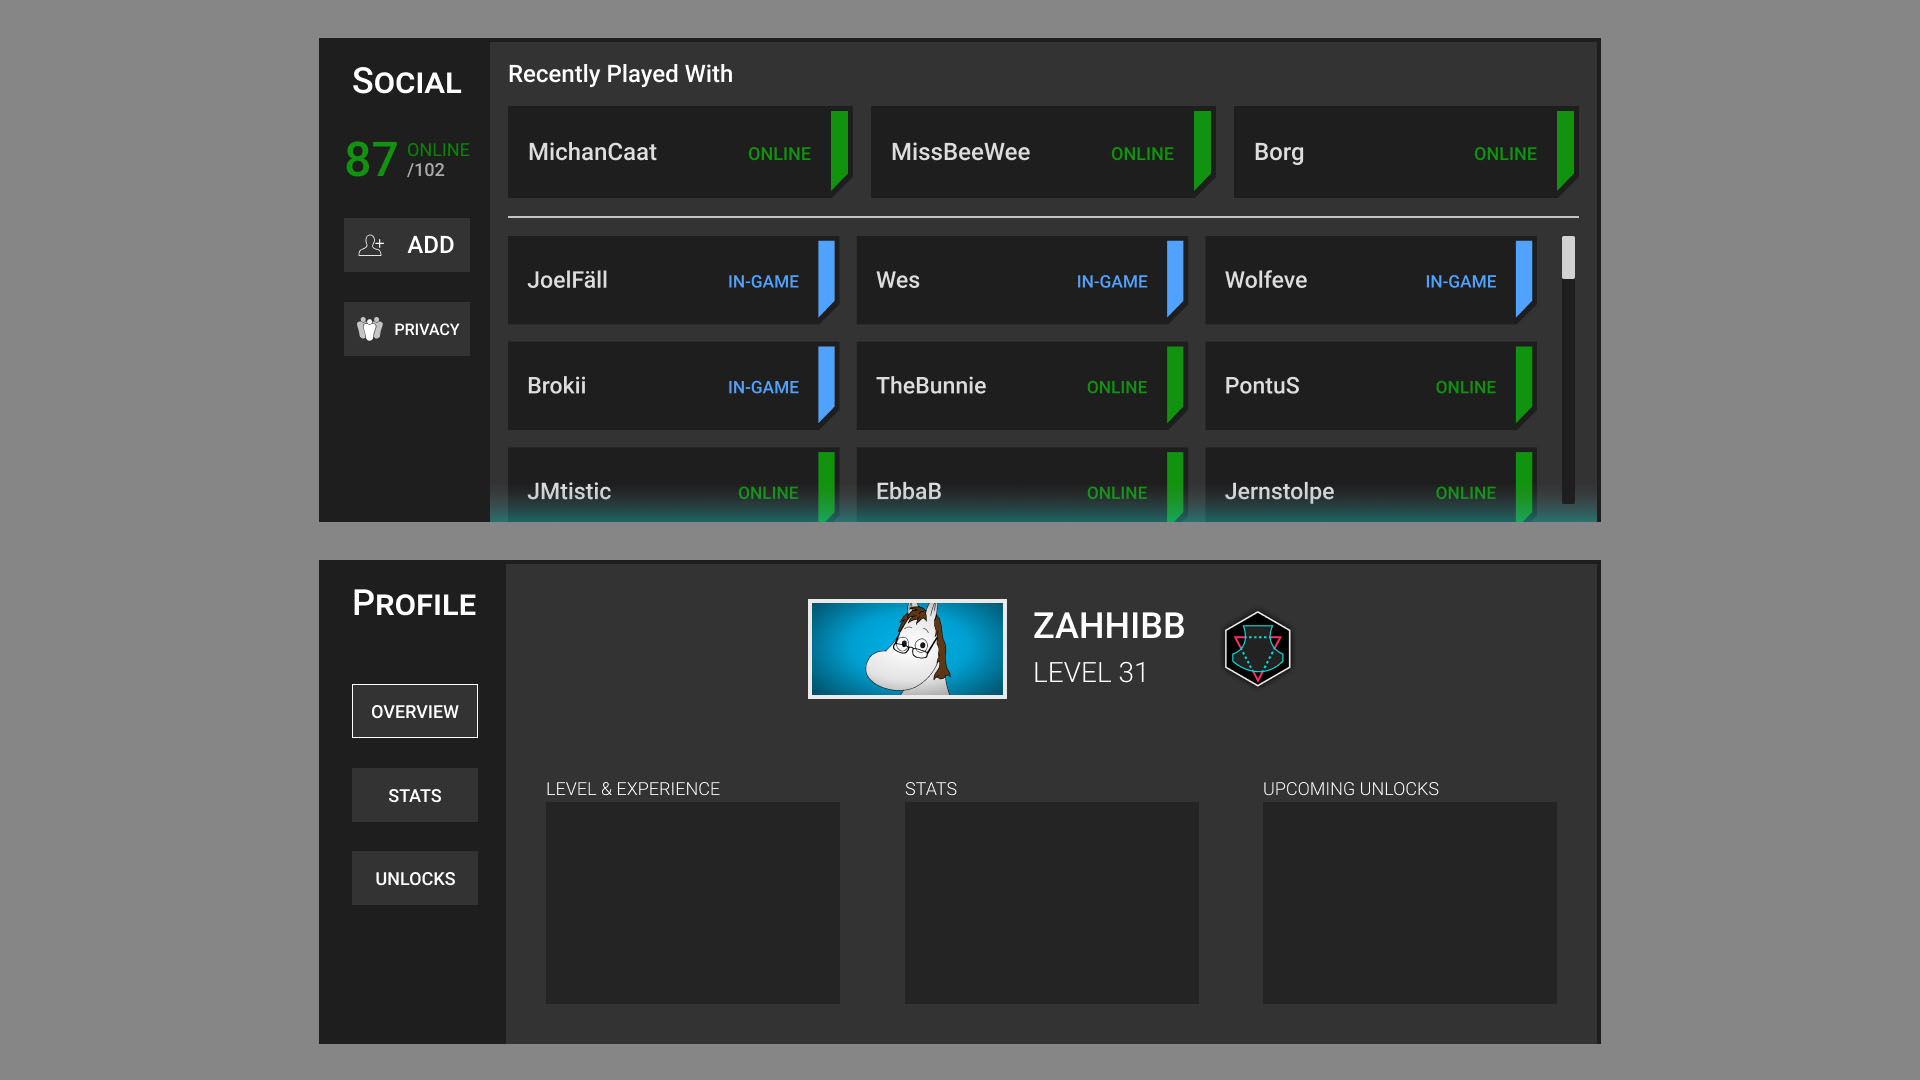 SOCIAL
87 ONLINE
/102
ADD
PRIVACY
Recently Played With
MichanCaat ONLINE
MissBeeWee ONLINE
Borg ONLINE
JoelFäll IN-GAME
Wes IN-GAME
Wolfeve IN-GAME
Brokii IN-GAME
TheBunnie ONLINE
PontuS ONLINE
JMtistic ONLINE
EbbaB ONLINE
Jernstolpe ONLINE
PROFILE
OVERVIEW
STATS
UNLOCKS
ZAHHIBB
LEVEL 31
LEVEL & EXPERIENCE
STATS
UPCOMING UNLOCKS